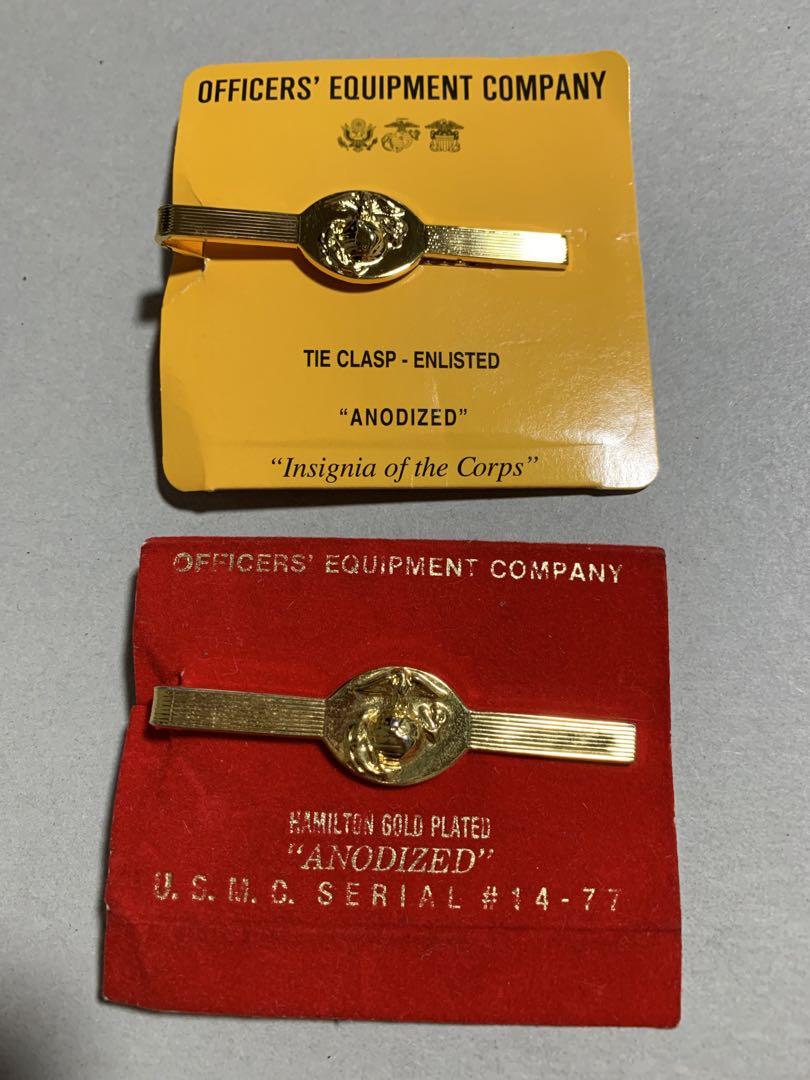 OFFICERS' EQUIPMENT COMPANY
TIE CLASP - ENLISTED
“ANODIZED”
“Insignia of the Corps”
OFFICERS' EQUIPMENT COMPANY
HAMILTON GOLD PLATED
“ANODIZED”
U. S. M. C. SERIAL #14-77